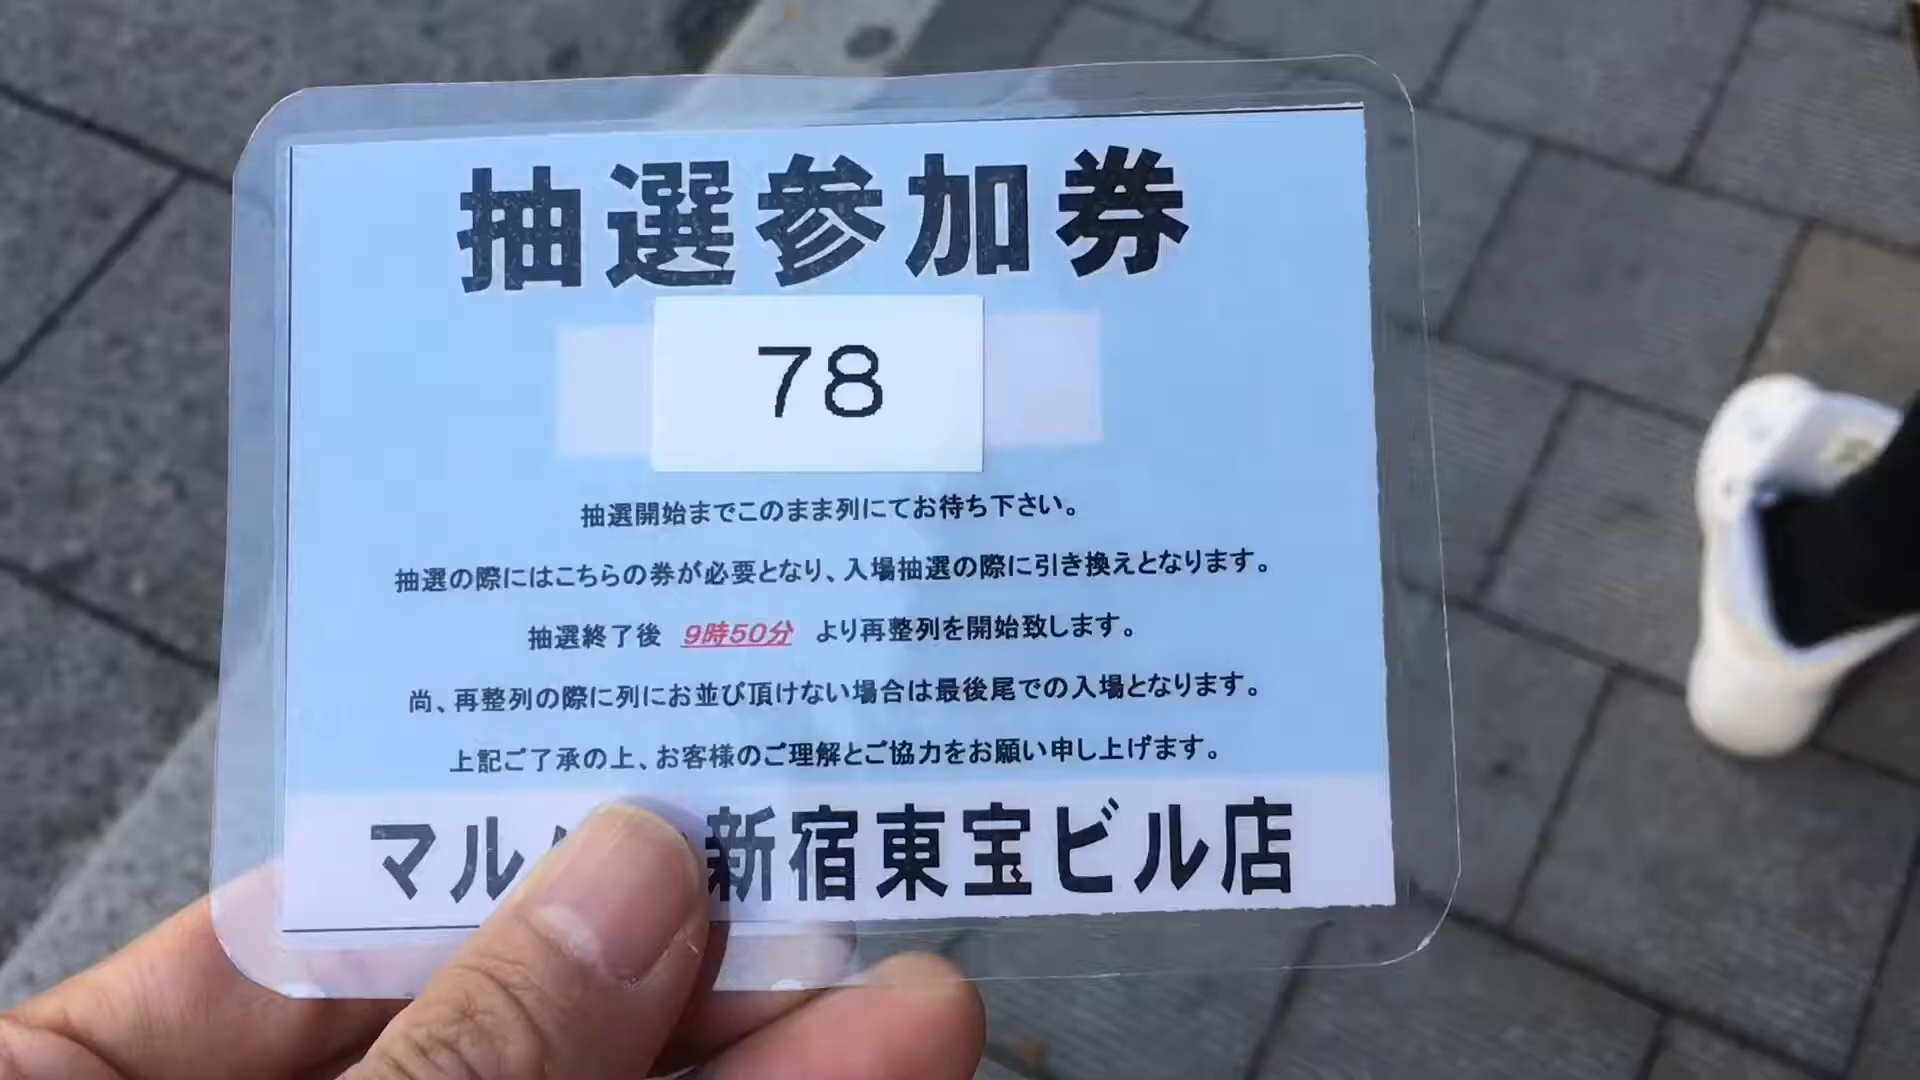 抽選参加券
78
抽選開始までこのまま列にてお待ち下さい。
抽選の際にはこちらの券が必要となり、入場抽選の際に引き換えとなります。
抽選終了後 9時50分 より再整列を開始致します。
尚、再整列の際に列にお並び頂けない場合は最後尾での入場となります。
上記ご了承の上、お客様のご理解とご協力をお願い申し上げます。
マル 新宿東宝ビル店